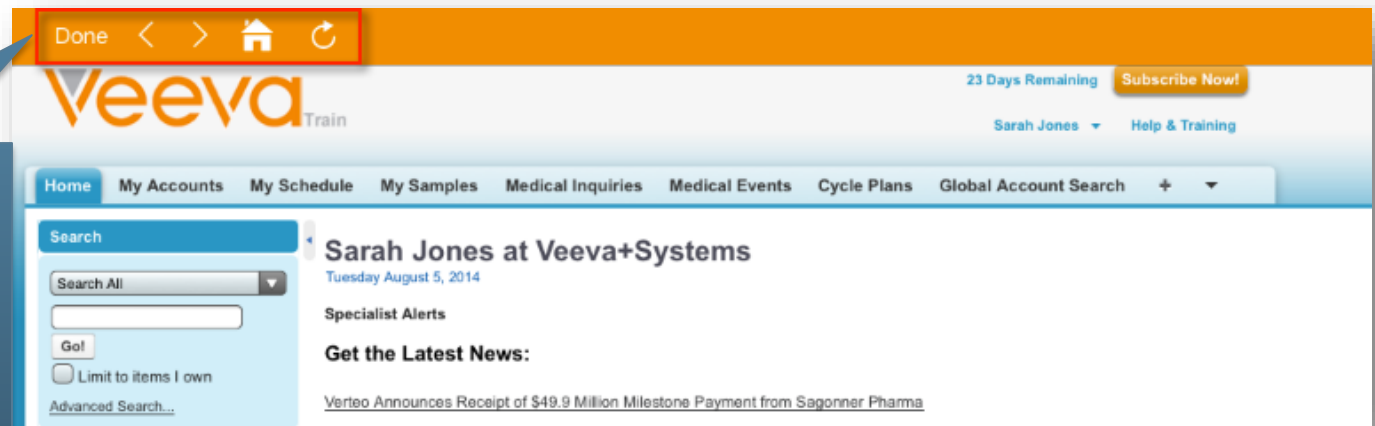 Done
Veeva Train
23 Days Remaining Subscribe Now!
Sarah Jones Help & Training
Home My Accounts My Schedule My Samples Medical Inquiries Medical Events Cycle Plans Global Account Search +
Search
Search All
Go!
Limit to items I own
Advanced Search...
Sarah Jones at Veeva+Systems
Tuesday August 5, 2014
Specialist Alerts
Get the Latest News:
Verteo Announces Receipt of $49.9 Million Milestone Payment from Sagonner Pharma